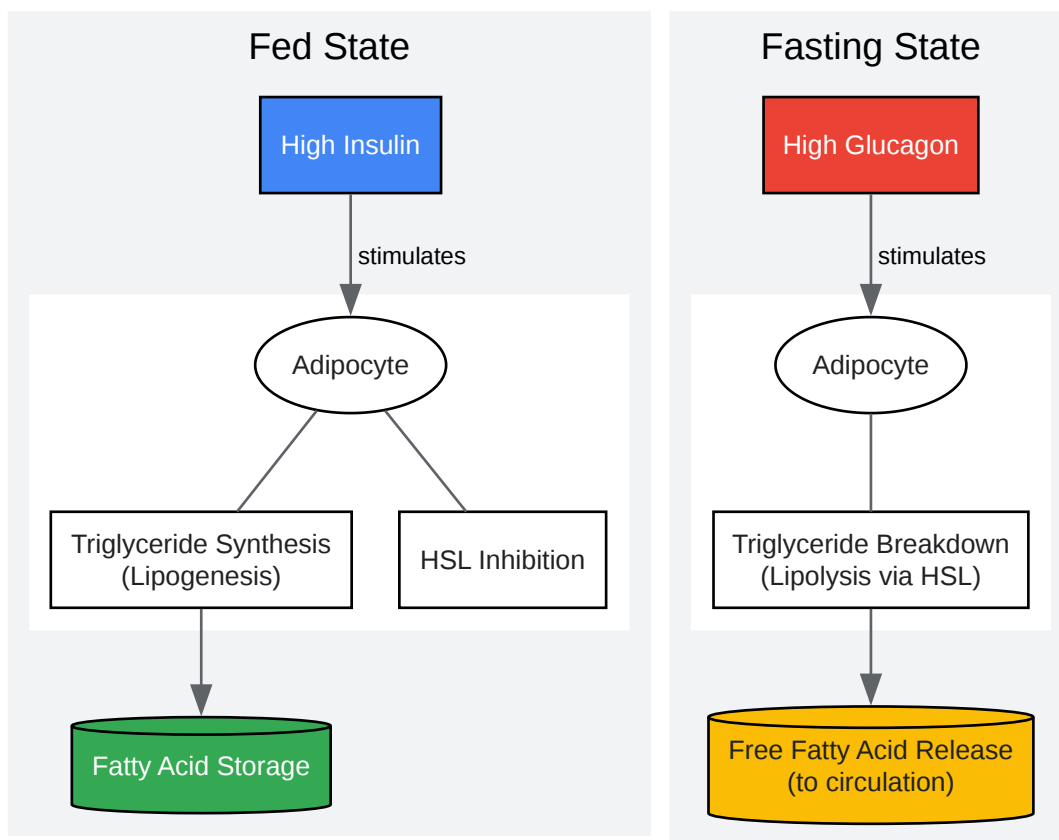 Fed State
High Insulin
stimulates
Adipocyte
Triglyceride Synthesis
(Lipogenesis)
HSL Inhibition
Fatty Acid Storage
Fasting State
High Glucagon
stimulates
Adipocyte
Triglyceride Breakdown
(Lipolysis via HSL)
Free Fatty Acid Release
(to circulation)